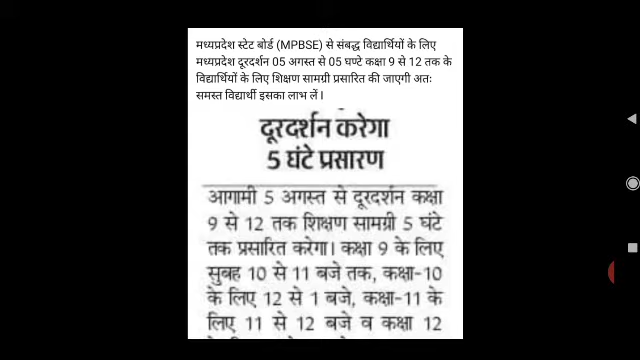 मध्यप्रदेश स्टेट बोर्ड (MPBSE) से संबद्ध विद्यार्थियों के लिए
मध्यप्रदेश दूरदर्शन 05 अगस्त से 05 घण्टे कक्षा 9 से 12 तक के
विद्यार्थियों के लिए शिक्षण सामग्री प्रसारित की जाएगी अतः
समस्त विद्यार्थी इसका लाभ लें।
दूरदर्शन करेगा
5 घंटे प्रसारण
आगामी 5 अगस्त से दूरदर्शन कक्षा
9 से 12 तक शिक्षण सामग्री 5 घंटे
तक प्रसारित करेगा। कक्षा 9 के लिए
सुबह 10 से 11 बजे तक, कक्षा-10
के लिए 12 से 1 बजे, कक्षा-11 के
लिए 11 से 12 बजे व कक्षा 12